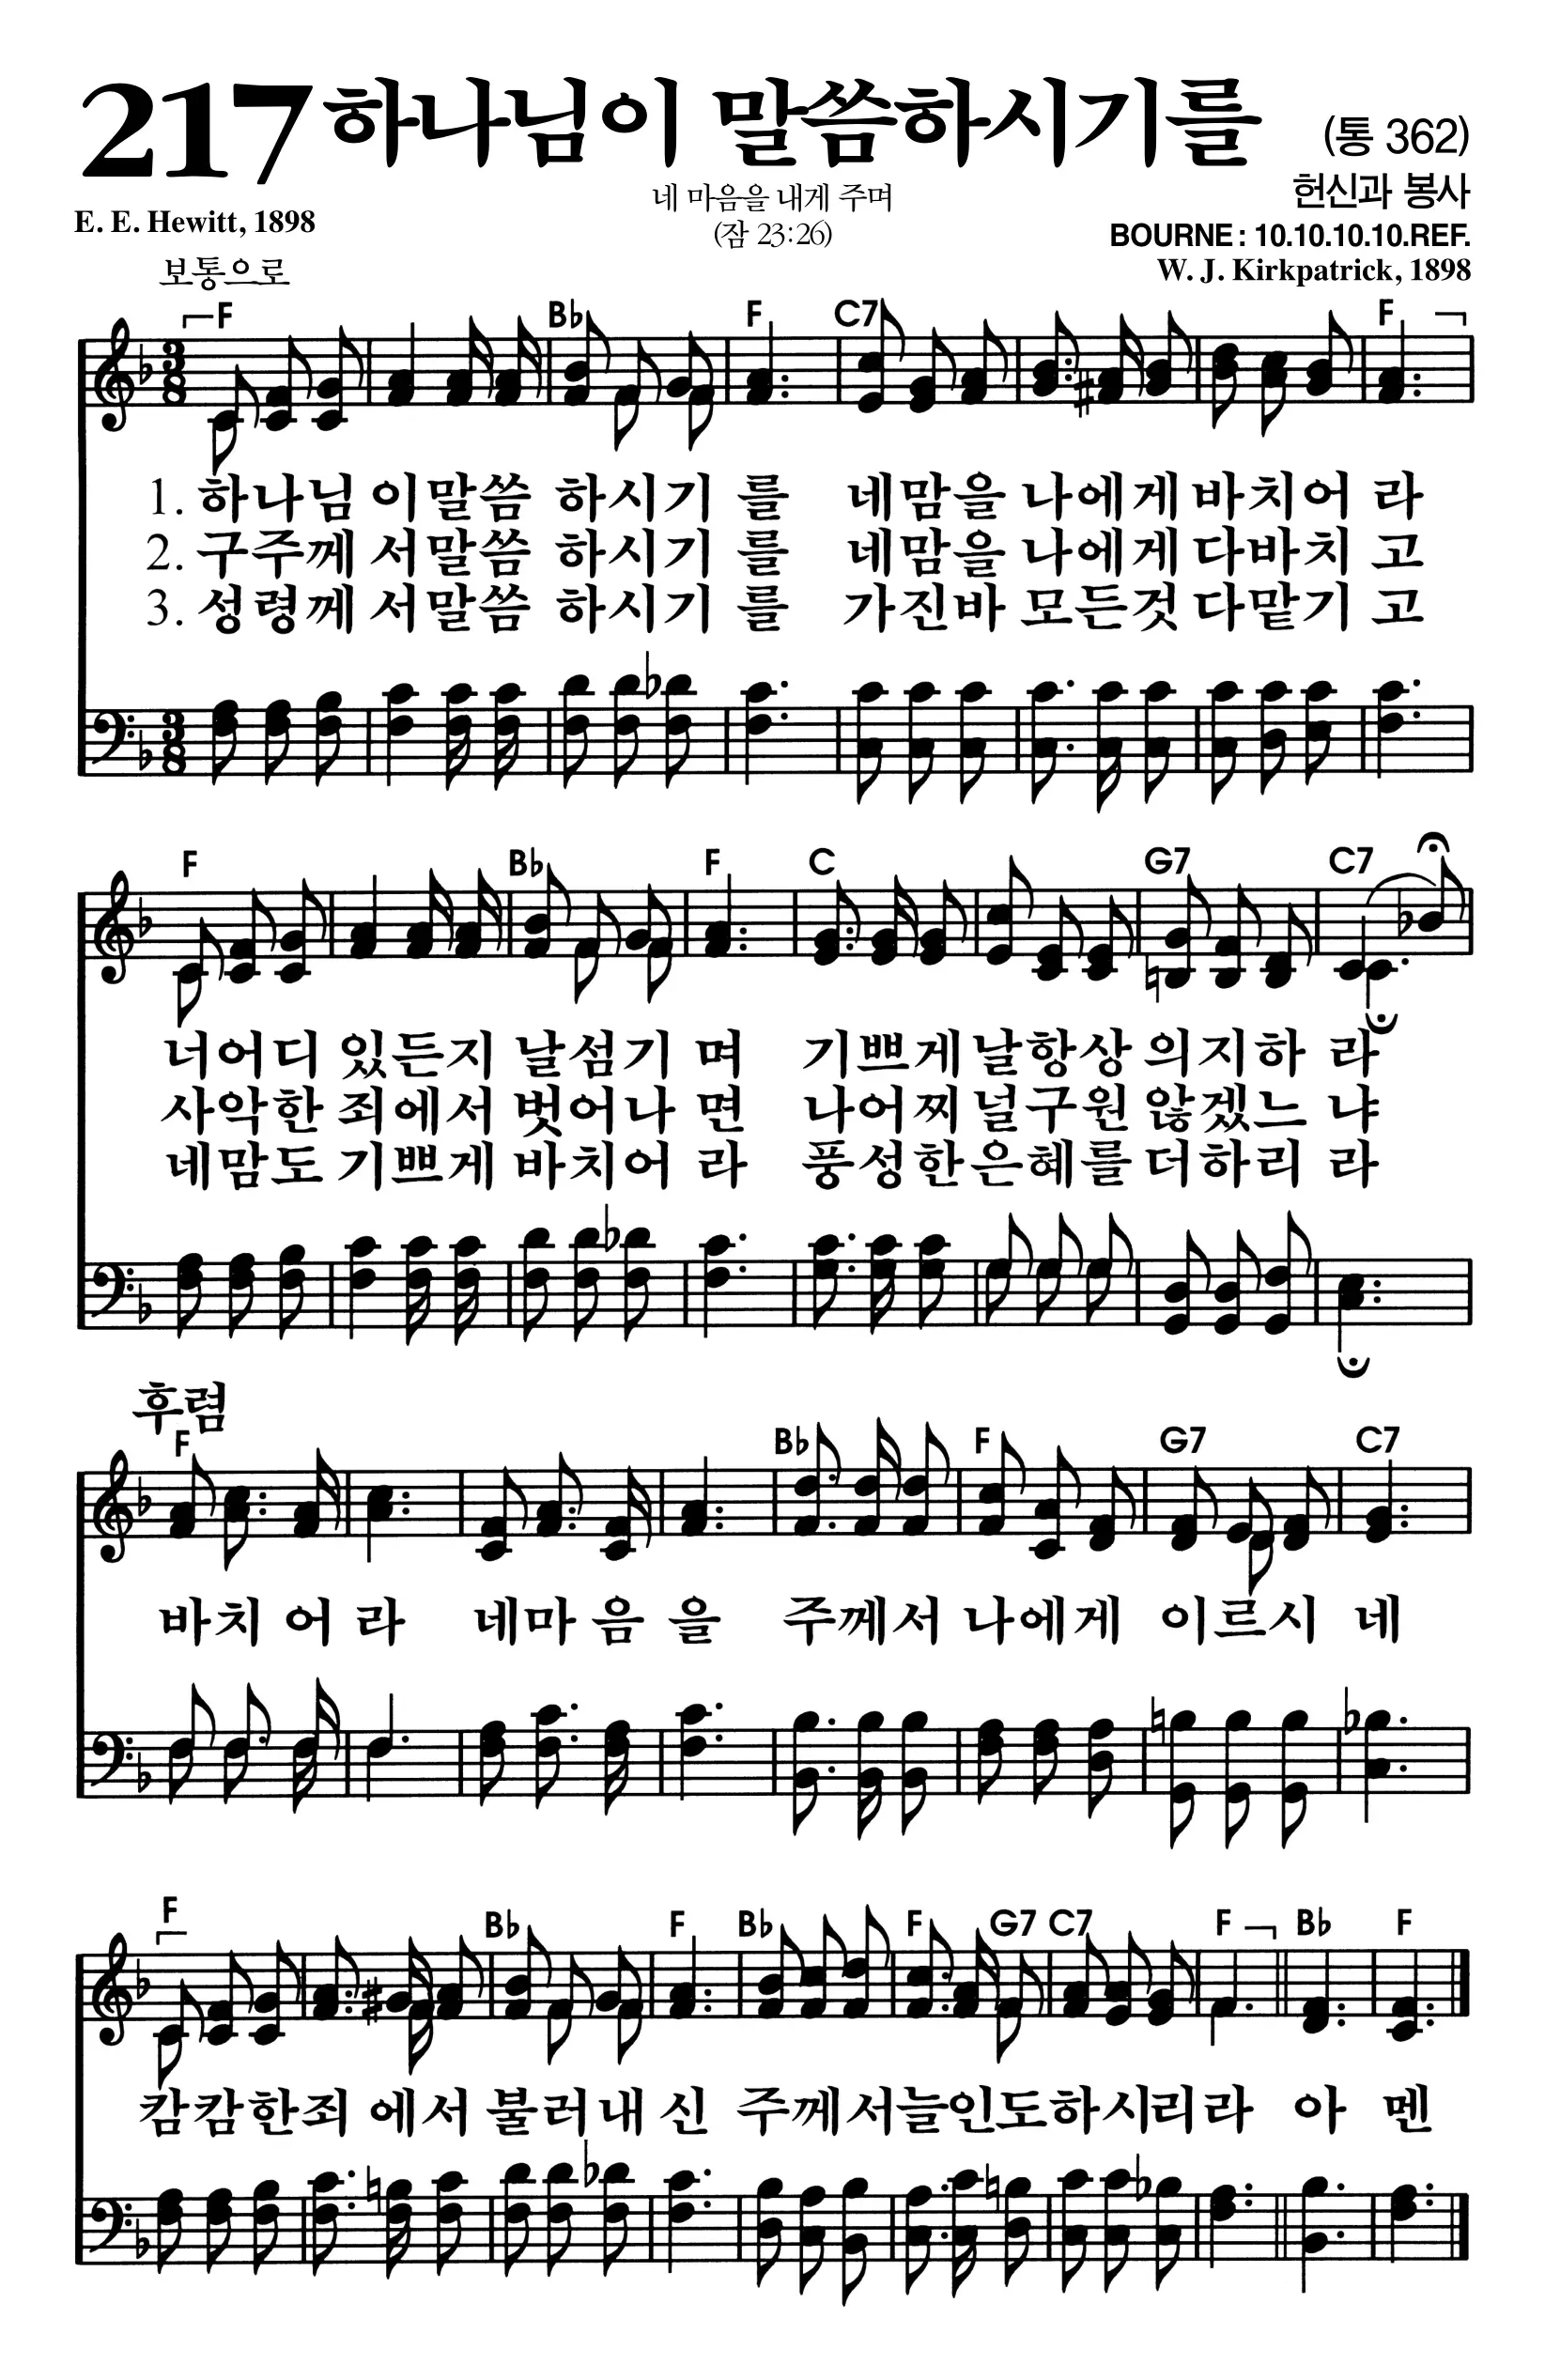 217 하나님이 말씀하시기를 (통 362)
네 마음을 내게 주며
헌신과 봉사
E. E. Hewitt, 1898
(잠 23:26)
BOURNE : 10.10.10.10.REF.
보통으로
W. J. Kirkpatrick, 1898
F B♭ F C7 F
3/8
1. 하나님 이말씀 하시기 를 네맘을 나에게 바치어 라
2. 구주께 서말씀 하시기 를 네맘을 나에게 다바치 고
3. 성령께 서말씀 하시기 를 가진바 모든것 다맡기 고
3/8
F B♭ F C G7 C7
너어디 있든지 날섬기 며 기쁘게 날항상 의지하 라
사악한 죄에서 벗어나 면 나어찌 널구원 않겠느 냐
네맘도 기쁘게 바치어 라 풍성한 은혜를 더하리 라
후렴
F B♭ F G7 C7
바치 어 라 네마 음 을 주께서 나에게 이르시 네
F B♭ F B♭ F G7 C7 F B♭ F
캄캄한죄 에서 불러내 신 주께서늘인도하시리라 아 멘